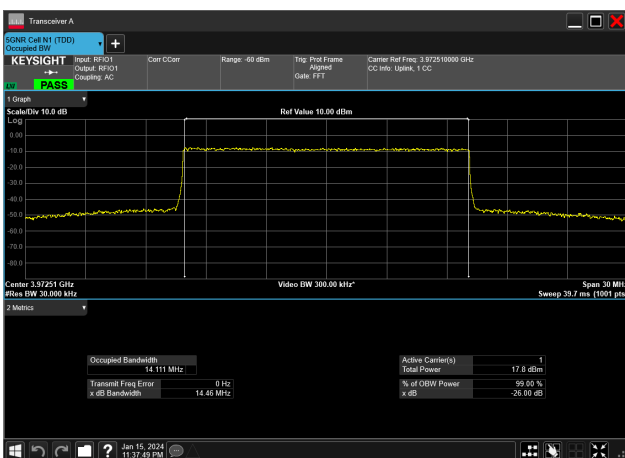 Transceiver A
5GNR Cell N1 (TDD)
Occupied BW
KEYSIGHT
LXI
PASS
Input: RFIO1
Output: RFIO1
Coupling: AC
Corr CCorr
Range: -60 dBm
Trig: Prot Frame
Aligned
Gate: FFT
Carrier Ref Freq: 3.972510000 GHz
CC Info: Uplink, 1 CC
1 Graph
Scale/Div 10.0 dB
Ref Value 10.00 dBm
Log
0.00
-10.0
-20.0
-30.0
-40.0
-50.0
-60.0
-70.0
-80.0
Center 3.97251 GHz
Video BW 300.00 kHz*
Span 30 MHz
#Res BW 30.000 kHz
Sweep 39.7 ms (1001 pts
2 Metrics
Occupied Bandwidth
14.111 MHz
Transmit Freq Error 0 Hz
x dB Bandwidth 14.46 MHz
Active Carrier(s) 1
Total Power 17.8 dBm
% of OBW Power 99.00 %
x dB -26.00 dB
Jan 15, 2024
11:37:49 PM